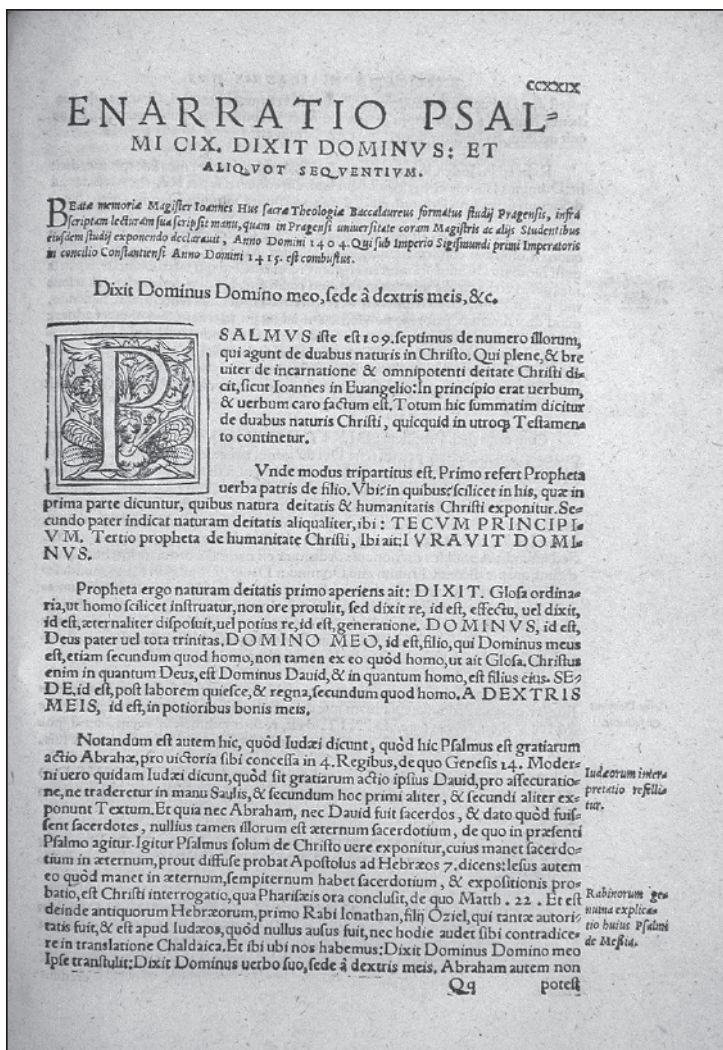 CCXXIX
ENARRATIO PSAL=
MI CIX. DIXIT DOMINVS: ET
ALIQVOT SEQVENTIVM.
BEatæ memoriæ Magister Ioannes Hus sacræ Theologiæ Baccalaureus formatus studij Pragensis, infrà
scriptam lecturam sua scripsit manu, quam in Pragensi uniuersitate coram Magistris ac alijs Studentibus
eiusdem studij exponendo declarauit, Anno Domini 1404. Qui sub Imperio Sigismundi primi Imperatoris
in concilio Constantiensi Anno Domini 1415. est combustus.
Dixit Dominus Domino meo, sede à dextris meis, &c.
PSALMVS iste est 109. septimus de numero illorum,
qui agunt de duabus naturis in Christo. Qui plene, & bre
uiter de incarnatione & omnipotenti deitate Christi di=
cit, sicut Ioannes in Euangelio: In principio erat uerbum,
& uerbum caro factum est. Totum hic summatim dicitur
de duabus naturis Christi, quicquid in utroq; Testamen=
to continetur.
Vnde modus tripartitus est. Primo refert Propheta
uerba patris de filio. Vbi: in quibus: scilicet in his, quæ in
prima parte dicuntur, quibus natura deitatis & humanitatis Christi exponitur. Se=
cundo pater indicat naturam deitatis aliqualiter, ibi: TECVM PRINCIPI=
VM. Tertio propheta de humanitate Christi, Ibi ait: IVRAVIT DOMI=
NVS.
Propheta ergo naturam deitatis primo aperiens ait: DIXIT. Glosa ordina=
ria, ut homo scilicet instruatur, non ore protulit, sed dixit re, id est, effectu, uel dixit,
id est, æternaliter disposuit, uel potius re, id est, generatione. DOMINVS, id est,
Deus pater uel tota trinitas. DOMINO MEO, id est, filio, qui Dominus meus
est, etiam secundum quod homo, non tamen ex eo quòd homo, ut ait Glosa. Christus
enim in quantum Deus, est Dominus Dauid, & in quantum homo, est filius eius. SE=
DE, id est, post laborem quiesce, & regna, secundum quod homo. A DEXTRIS
MEIS, id est, in potioribus bonis meis.
Notandum est autem hic, quòd Iudæi dicunt, quòd hic Psalmus est gratiarum
actio Abrahæ, pro uictoria sibi concessa in 4. Regibus, de quo Genesis 14. Moder=
ni uero quidam Iudæi dicunt, quòd sit gratiarum actio ipsius Dauid, pro assecuratio=
ne, ne traderetur in manu Saulis, & secundum hoc primi aliter, & secundi aliter ex=
ponunt Textum. Et quia nec Abraham, nec Dauid fuit sacerdos, & dato quòd fuis=
sent sacerdotes, nullius tamen illorum est æternum sacerdotium, de quo in præsenti
Psalmo agitur. Igitur Psalmus solum de Christo uere exponitur, cuius manet sacerdo=
tium in æternum, prout diffuse probat Apostolus ad Hebræos 7. dicens: Iesus autem
eo quòd manet in æternum, sempiternum habet sacerdotium, & expositionis pro=
batio, est Christi interrogatio, qua Pharisæis ora conclusit, de quo Matth. 22. Et est
deinde antiquorum Hebræorum, primo Rabi Ionathan, filij Oziel, qui tantæ autori=
tatis fuit, & est apud Iudæos, quòd nullus ausus fuit, nec hodie audet sibi contradice=
re in translatione Chaldaica. Et ibi ubi nos habemus: Dixit Dominus Domino meo
Ipse transtulit: Dixit Dominus uerbo suo, sede à dextris meis. Abraham autem non
Qq potest
Iudæorum inter=
pretatio refelli=
tur.
Rabinorum ge=
nuina explica=
tio huius Psalmi
de Messia.